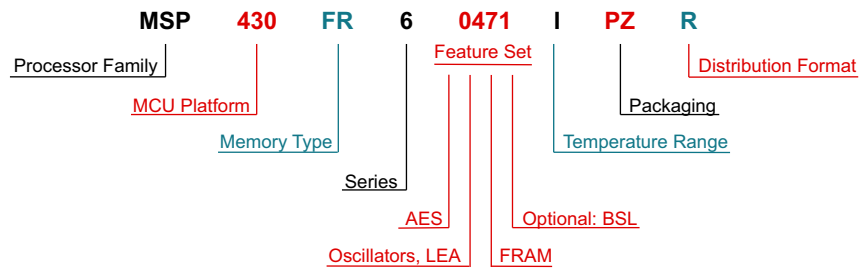 MSP 430 FR 6 0471 I PZ R
Feature Set
Processor Family
Distribution Format
MCU Platform
Packaging
Memory Type
Temperature Range
Series
AES
Optional: BSL
Oscillators, LEA
FRAM